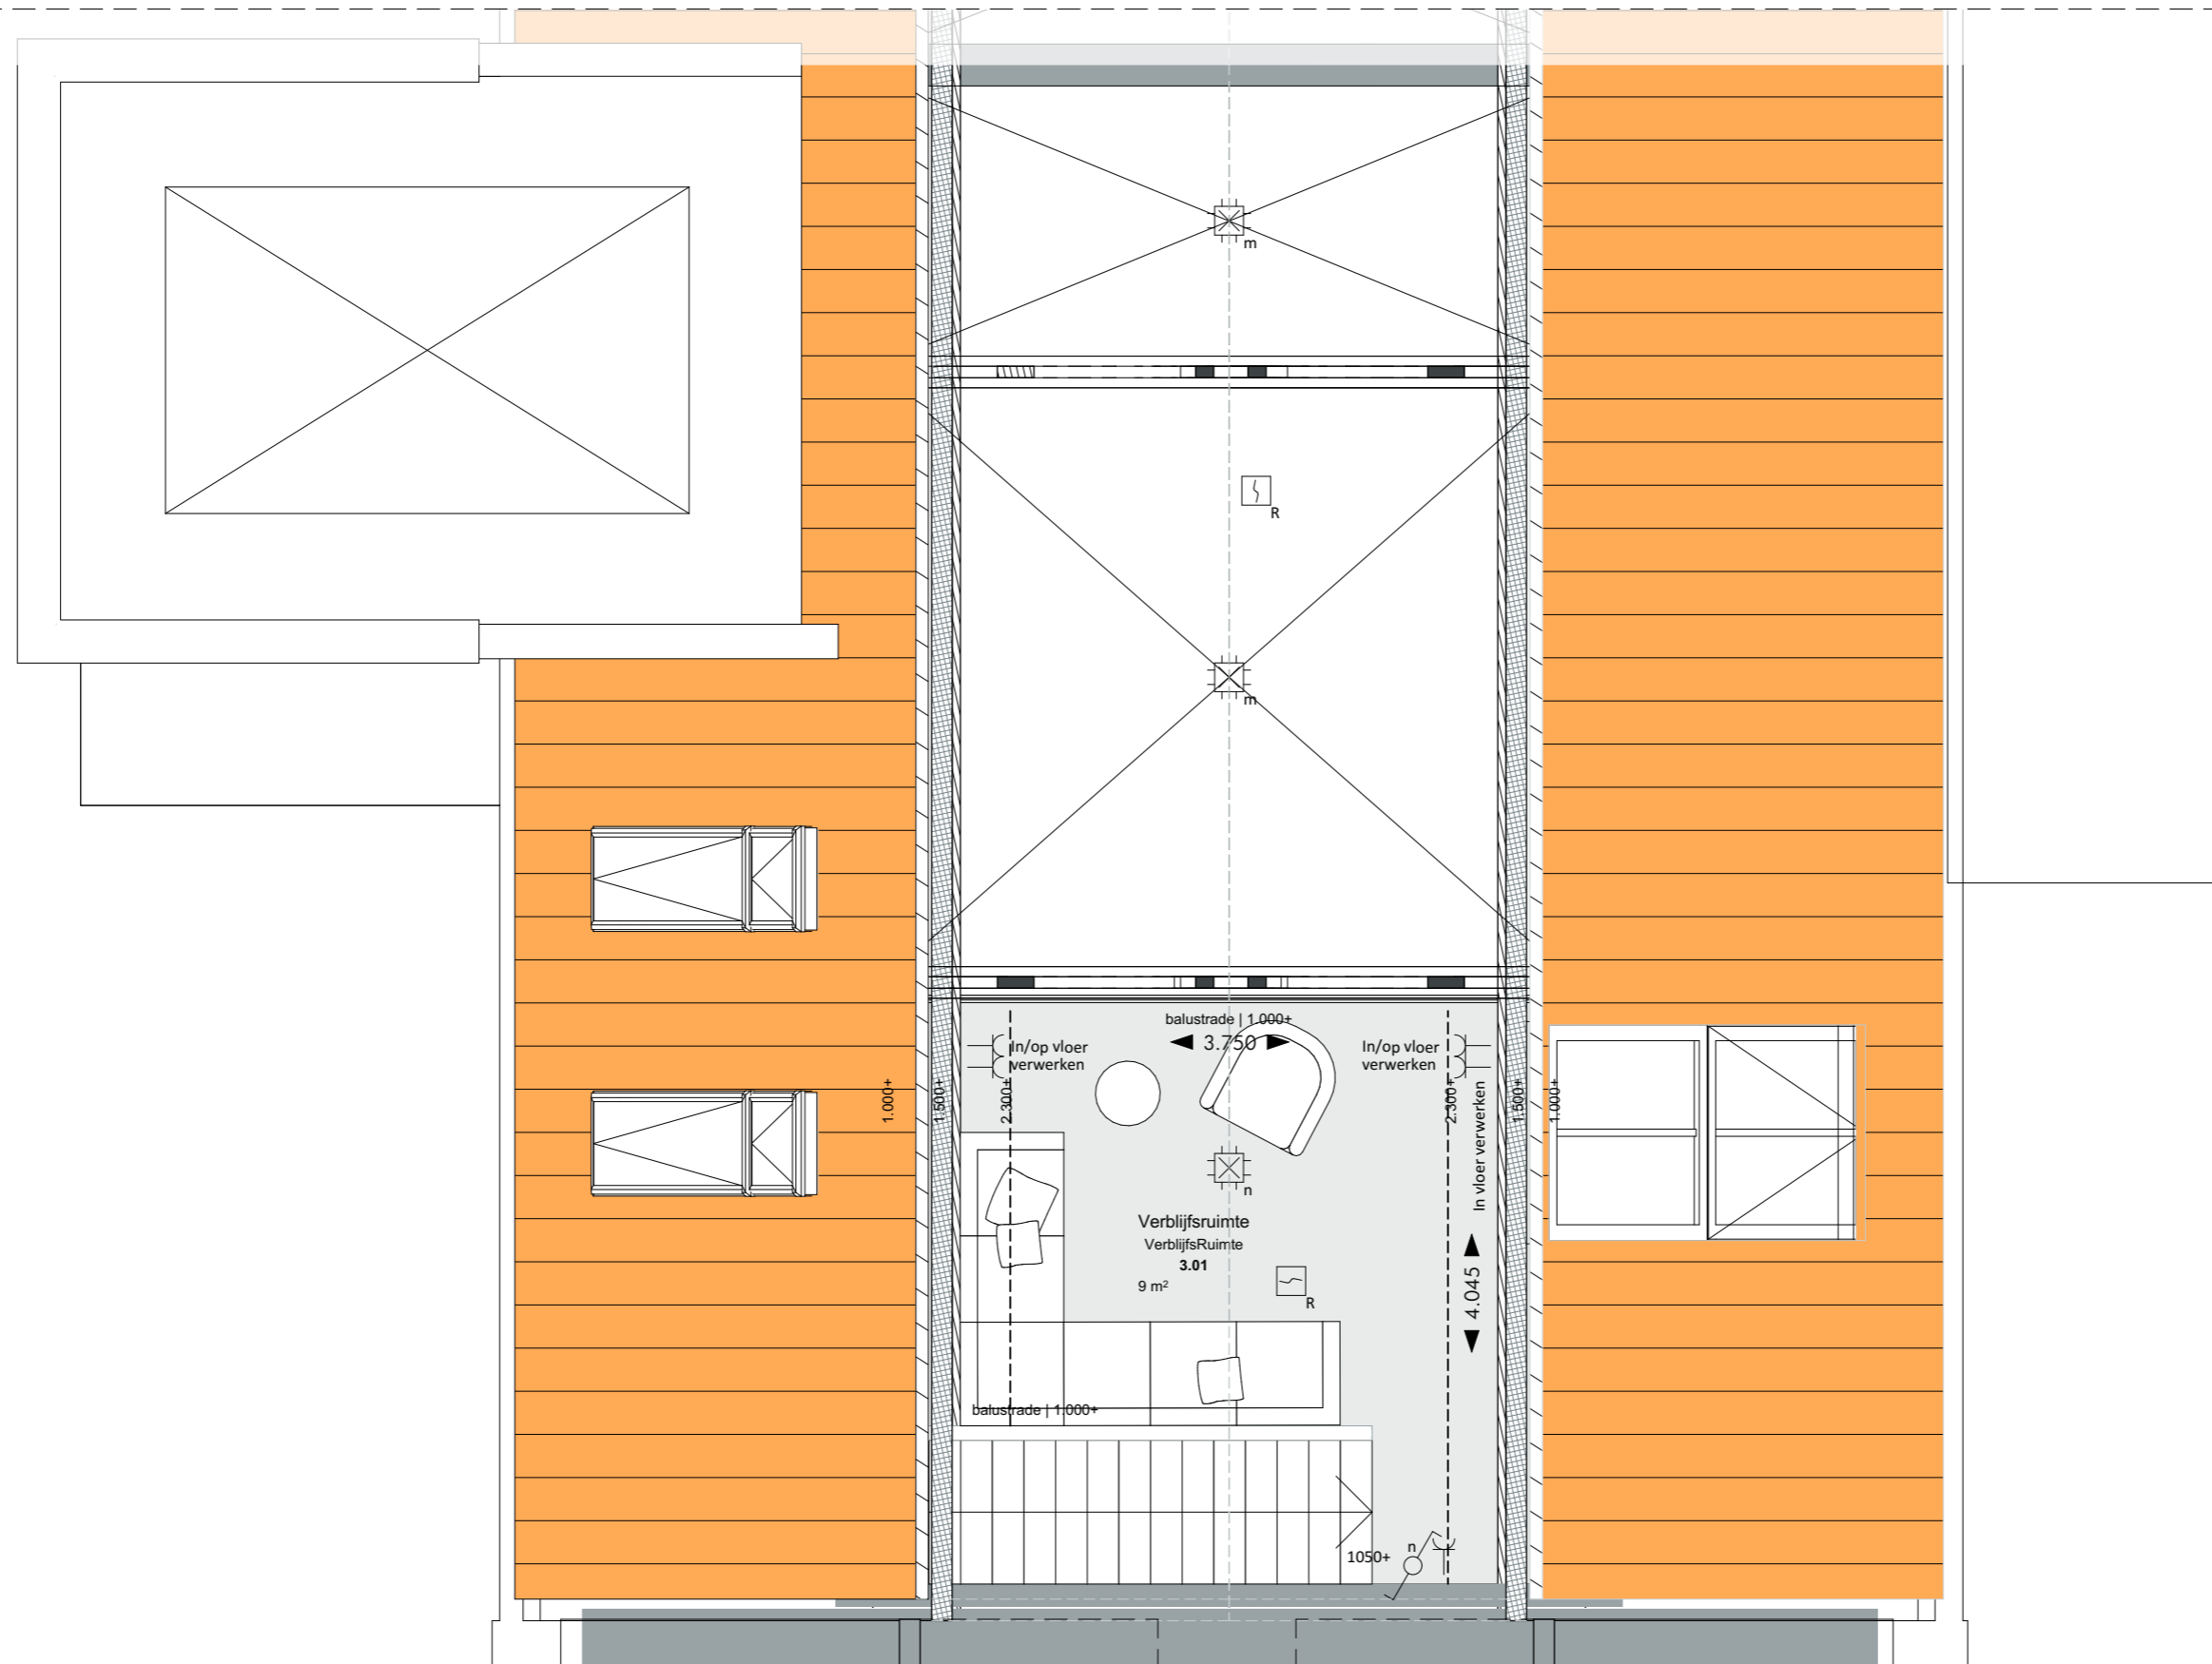 m
R
m
balustrade | 1.000+
3.750
In/op vloer
verwerken
In/op vloer
verwerken
1.000+
1.500+
2.300+
2.300+
In vloer verwerken
1.500+
1.000+
n
Verblijfsruimte
VerblijfsRuimte
3.01
9 m²
R
4.045
balustrade | 1.000+
1050+
n